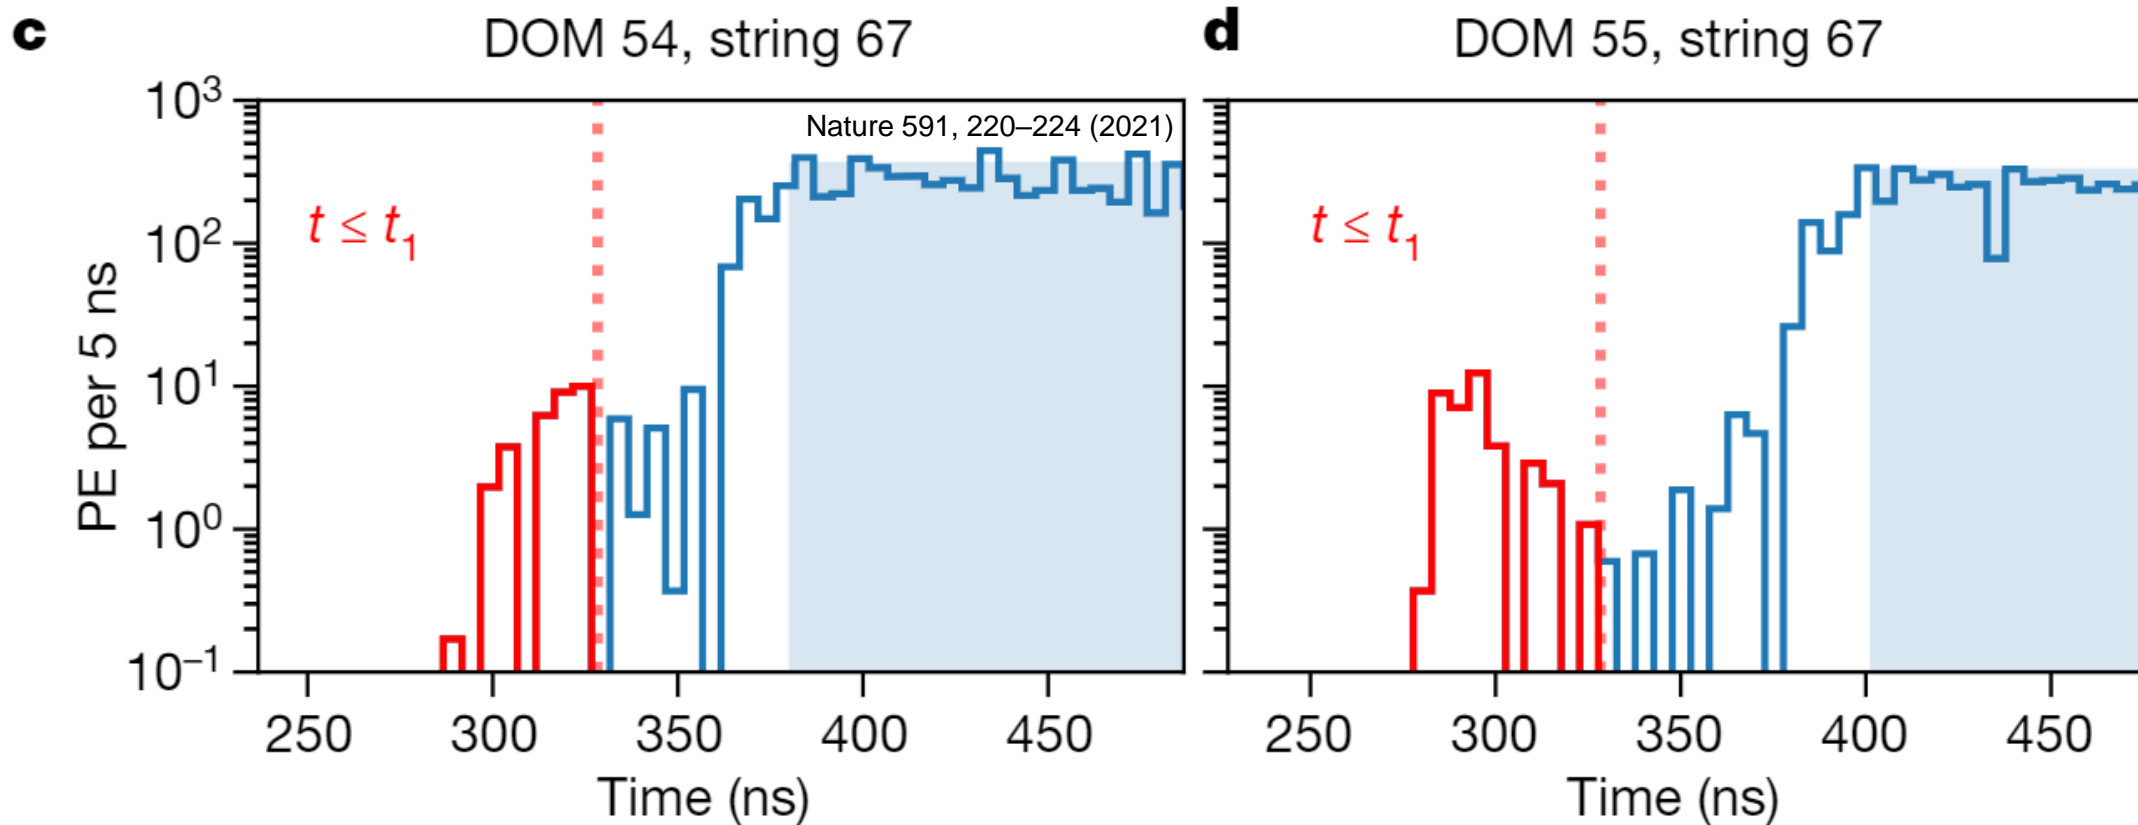 c
DOM 54, string 67
10³
10²
10¹
10⁰
10⁻¹
PE per 5 ns
Nature 591, 220–224 (2021)
t ≤ t₁
250 300 350 400 450
Time (ns)
d
DOM 55, string 67
t ≤ t₁
250 300 350 400 450
Time (ns)